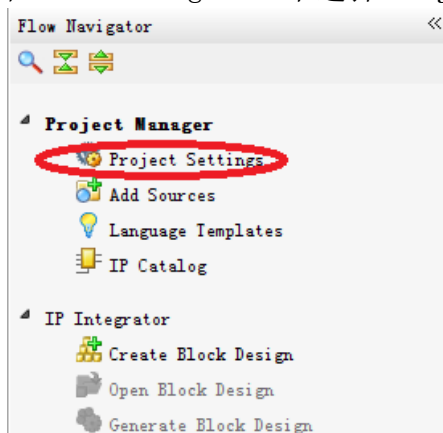 Flow Navigator
Project Manager
Project Settings
Add Sources
Language Templates
IP Catalog
IP Integrator
Create Block Design
Open Block Design
Generate Block Design